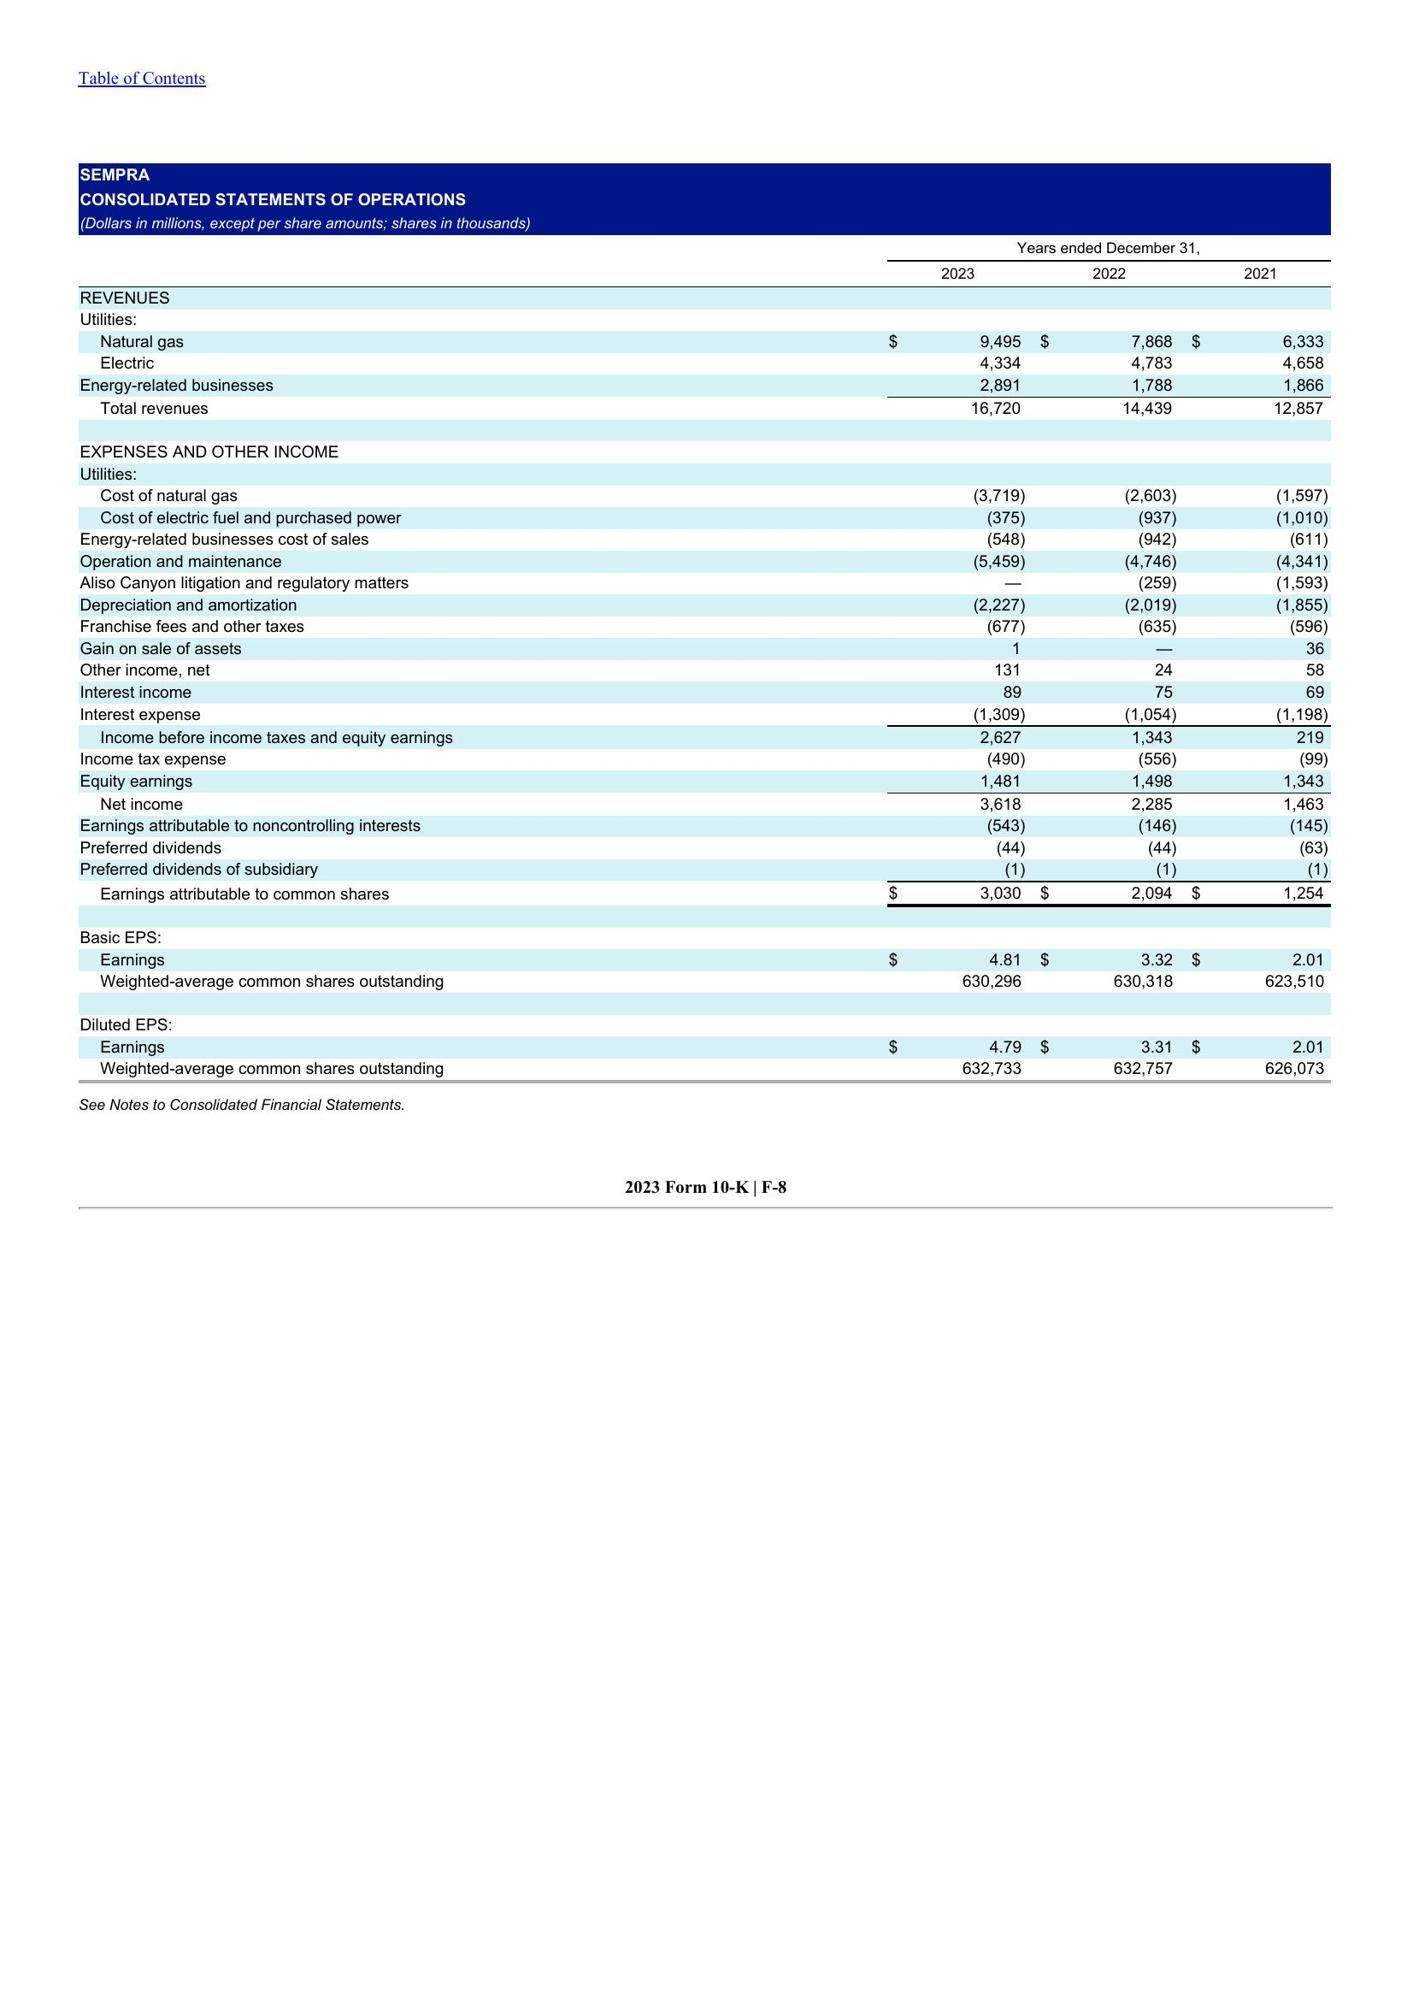 Table of Contents
SEMPRA
CONSOLIDATED STATEMENTS OF OPERATIONS
(Dollars in millions, except per share amounts; shares in thousands)
Years ended December 31,
2023 2022 2021
REVENUES
Utilities:
Natural gas $ 9,495 $ 7,868 $ 6,333
Electric 4,334 4,783 4,658
Energy-related businesses 2,891 1,788 1,866
Total revenues 16,720 14,439 12,857
EXPENSES AND OTHER INCOME
Utilities:
Cost of natural gas (3,719) (2,603) (1,597)
Cost of electric fuel and purchased power (375) (937) (1,010)
Energy-related businesses cost of sales (548) (942) (611)
Operation and maintenance (5,459) (4,746) (4,341)
Aliso Canyon litigation and regulatory matters — (259) (1,593)
Depreciation and amortization (2,227) (2,019) (1,855)
Franchise fees and other taxes (677) (635) (596)
Gain on sale of assets 1 — 36
Other income, net 131 24 58
Interest income 89 75 69
Interest expense (1,309) (1,054) (1,198)
Income before income taxes and equity earnings 2,627 1,343 219
Income tax expense (490) (556) (99)
Equity earnings 1,481 1,498 1,343
Net income 3,618 2,285 1,463
Earnings attributable to noncontrolling interests (543) (146) (145)
Preferred dividends (44) (44) (63)
Preferred dividends of subsidiary (1) (1) (1)
Earnings attributable to common shares $ 3,030 $ 2,094 $ 1,254
Basic EPS:
Earnings $ 4.81 $ 3.32 $ 2.01
Weighted-average common shares outstanding 630,296 630,318 623,510
Diluted EPS:
Earnings $ 4.79 $ 3.31 $ 2.01
Weighted-average common shares outstanding 632,733 632,757 626,073
See Notes to Consolidated Financial Statements.
2023 Form 10-K | F-8